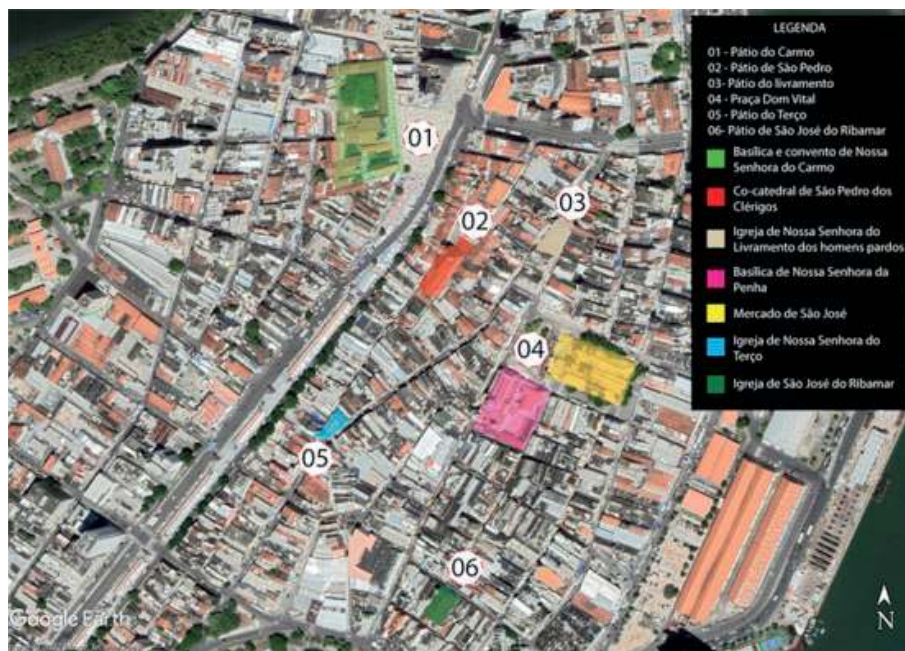 LEGENDA
01 - Pátio do Carmo
02 - Pátio de São Pedro
03 - Pátio do livramento
04 - Praça Dom Vital
05 - Pátio do Terço
06- Pátio de São José do Ribamar
Basílica e convento de Nossa
Senhora do Carmo
Co-catedral de São Pedro dos
Clérigos
Igreja de Nossa Senhora do
Livramento dos homens pardos
Basílica de Nossa Senhora da
Penha
Mercado de São José
Igreja de Nossa Senhora do
Terço
Igreja de São José do Ribamar
01
02
03
04
05
06
Google Earth
N